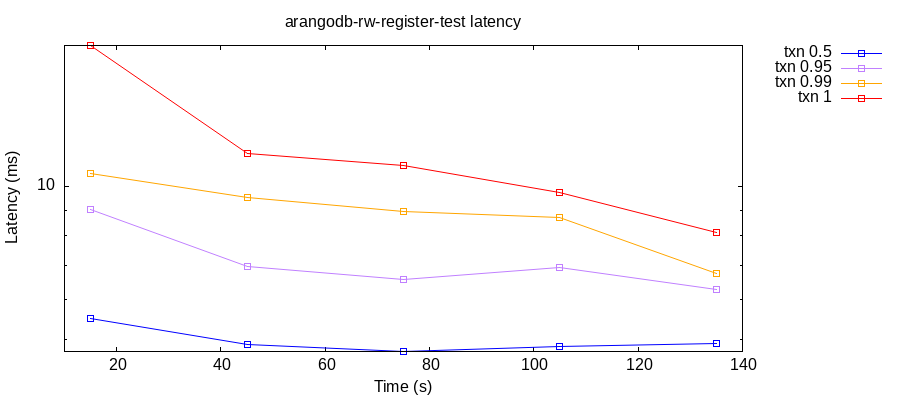 arangodb-rw-register-test latency
txn 0.5
txn 0.95
txn 0.99
txn 1
Latency (ms)
10
20 40 60 80 100 120 140
Time (s)